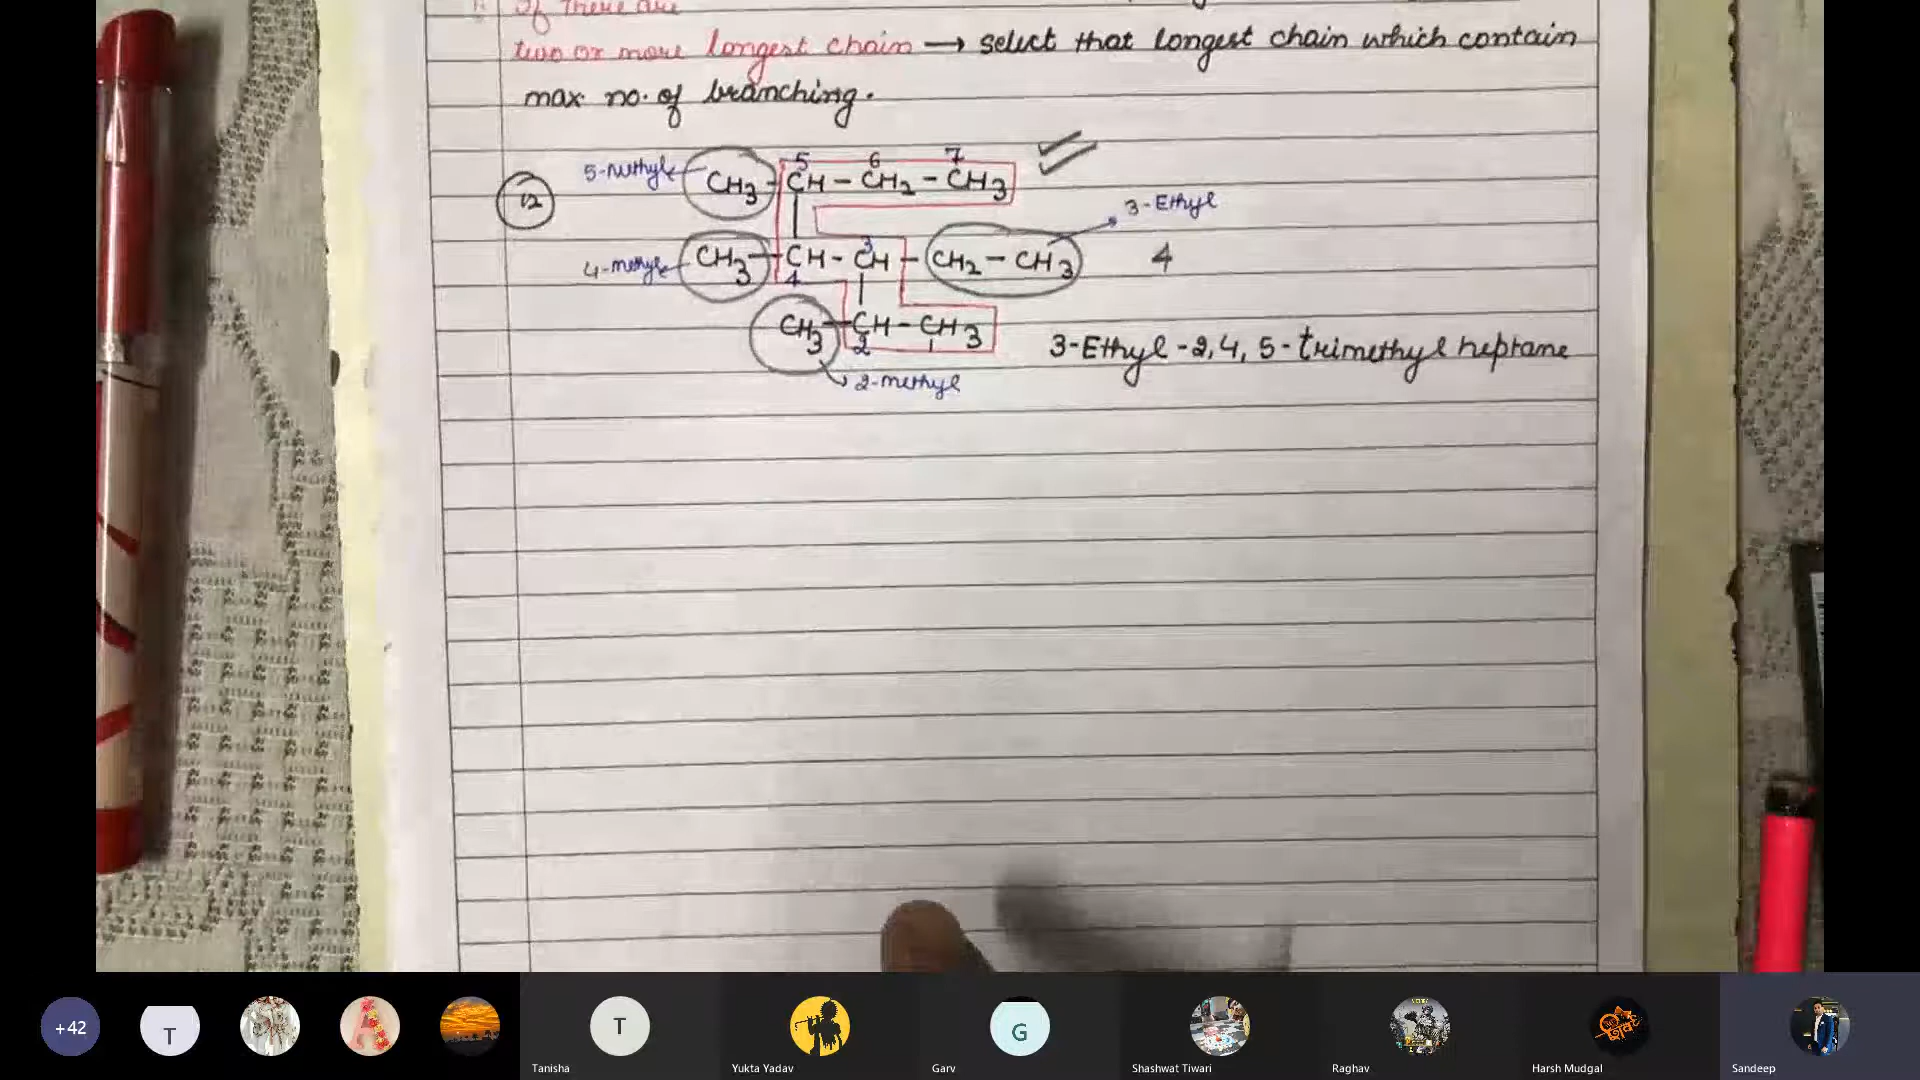 If there are
two or more longest chain → select that longest chain which contain
max. no. of branching.
12
5-methyl
5 6 7
CH3 - CH - CH2 - CH3
3-Ethyl
4-methyl
3
CH3 - CH - CH - CH2 - CH3
4
4
CH3 - CH - CH3
2 1
2-methyl
3-Ethyl-2,4,5-trimethyl heptane
+42
T
T
G
Tanisha
Yukta Yadav
Garv
Shashwat Tiwari
Raghav
Harsh Mudgal
Sandeep